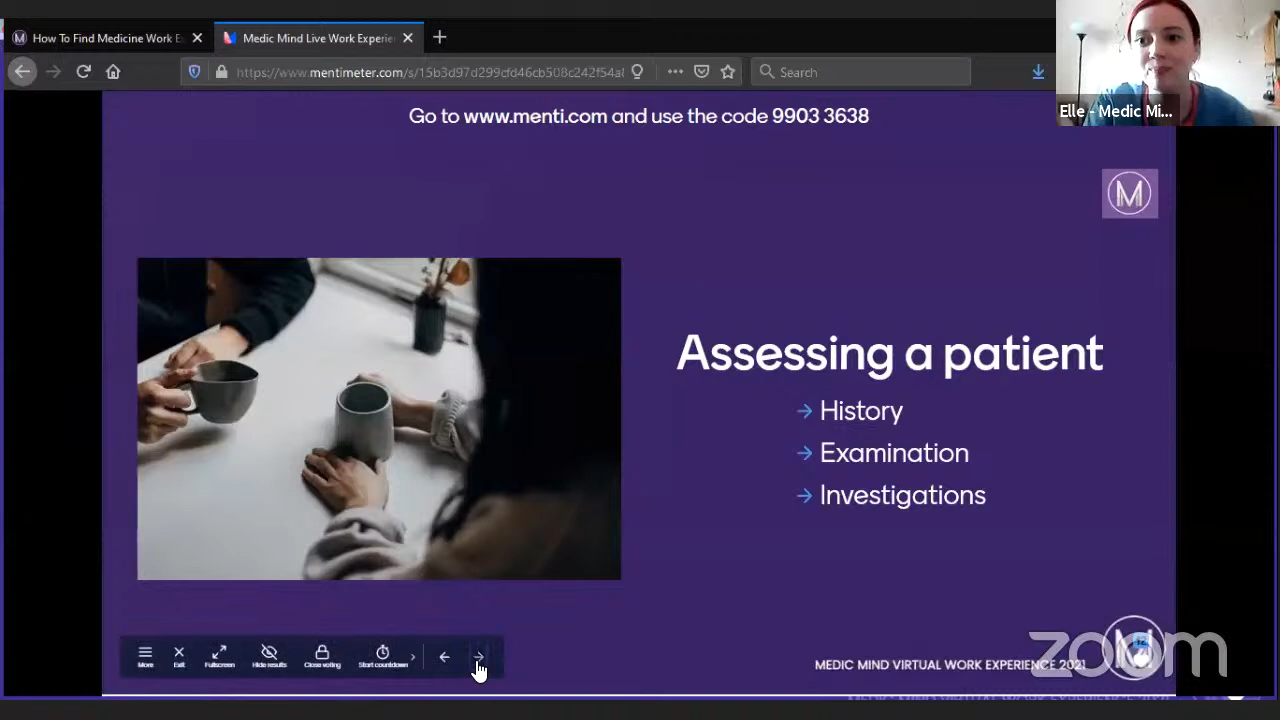 How To Find Medicine Work E
Medic Mind Live Work Experie
https://www.mentimeter.com/s/15b3d97d299cfd46cb508c242f54a
Search
Elle - Medic Mi...
Go to www.menti.com and use the code 9903 3638
M
Assessing a patient
→ History
→ Examination
→ Investigations
More
Exit
Fullscreen
Hide results
Close voting
Start countdown
MEDIC MIND VIRTUAL WORK EXPERIENCE 2021
zoom